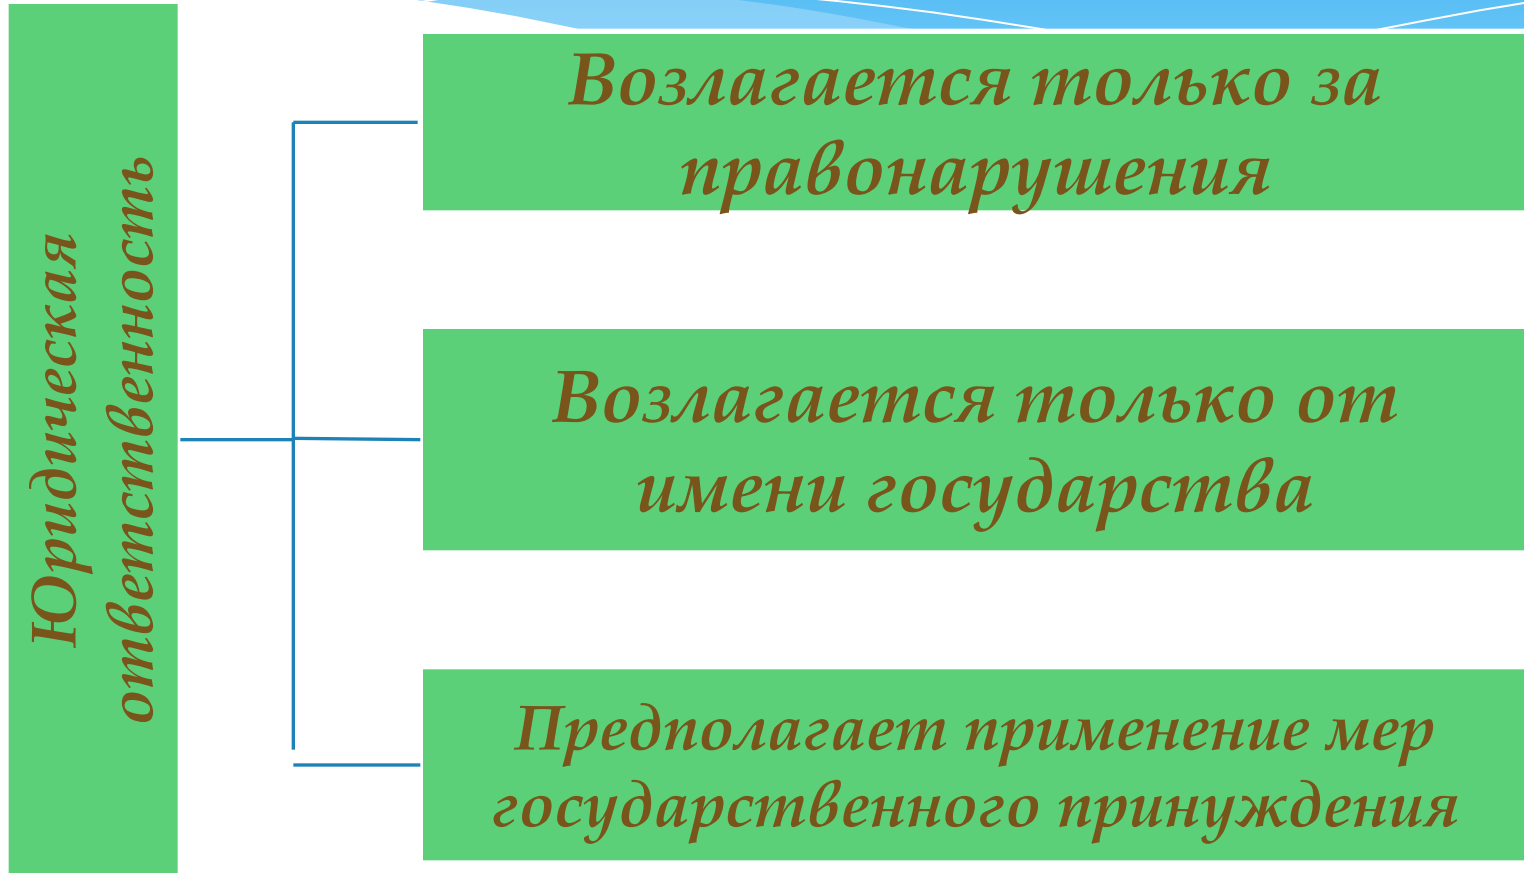 Юридическая
ответственность
Возлагается только за
правонарушения
Возлагается только от
имени государства
Предполагает применение мер
государственного принуждения